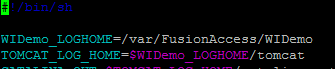 #!/bin/sh
WIDemo_LOGHOME=/var/FusionAccess/WIDemo
TOMCAT_LOG_HOME=$WIDemo_LOGHOME/tomcat